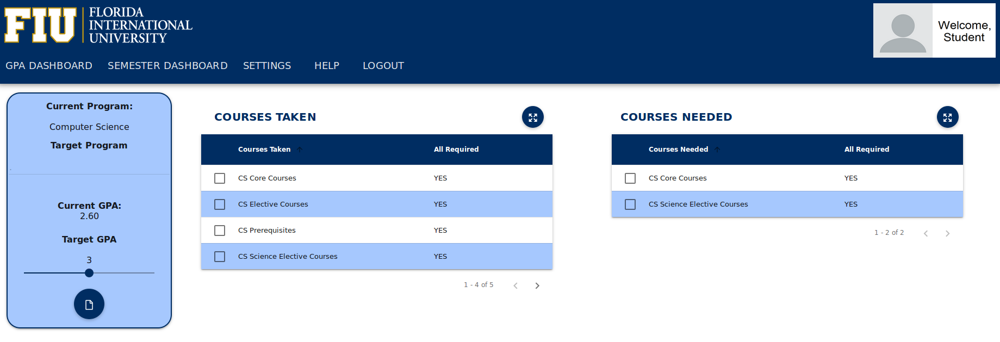 FIU
FLORIDA
INTERNATIONAL
UNIVERSITY
Welcome,
Student
GPA DASHBOARD SEMESTER DASHBOARD SETTINGS HELP LOGOUT
Current Program:
Computer Science
Target Program
Current GPA:
2.60
Target GPA
3
COURSES TAKEN
Courses Taken All Required
CS Core Courses YES
CS Elective Courses YES
CS Prerequisites YES
CS Science Elective Courses YES
1 - 4 of 5
COURSES NEEDED
Courses Needed All Required
CS Core Courses YES
CS Science Elective Courses YES
1 - 2 of 2